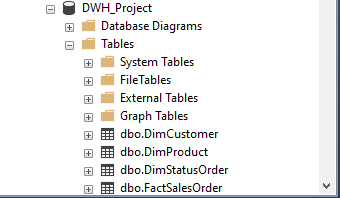 DWH_Project
Database Diagrams
Tables
System Tables
FileTables
External Tables
Graph Tables
dbo.DimCustomer
dbo.DimProduct
dbo.DimStatusOrder
dbo.FactSalesOrder